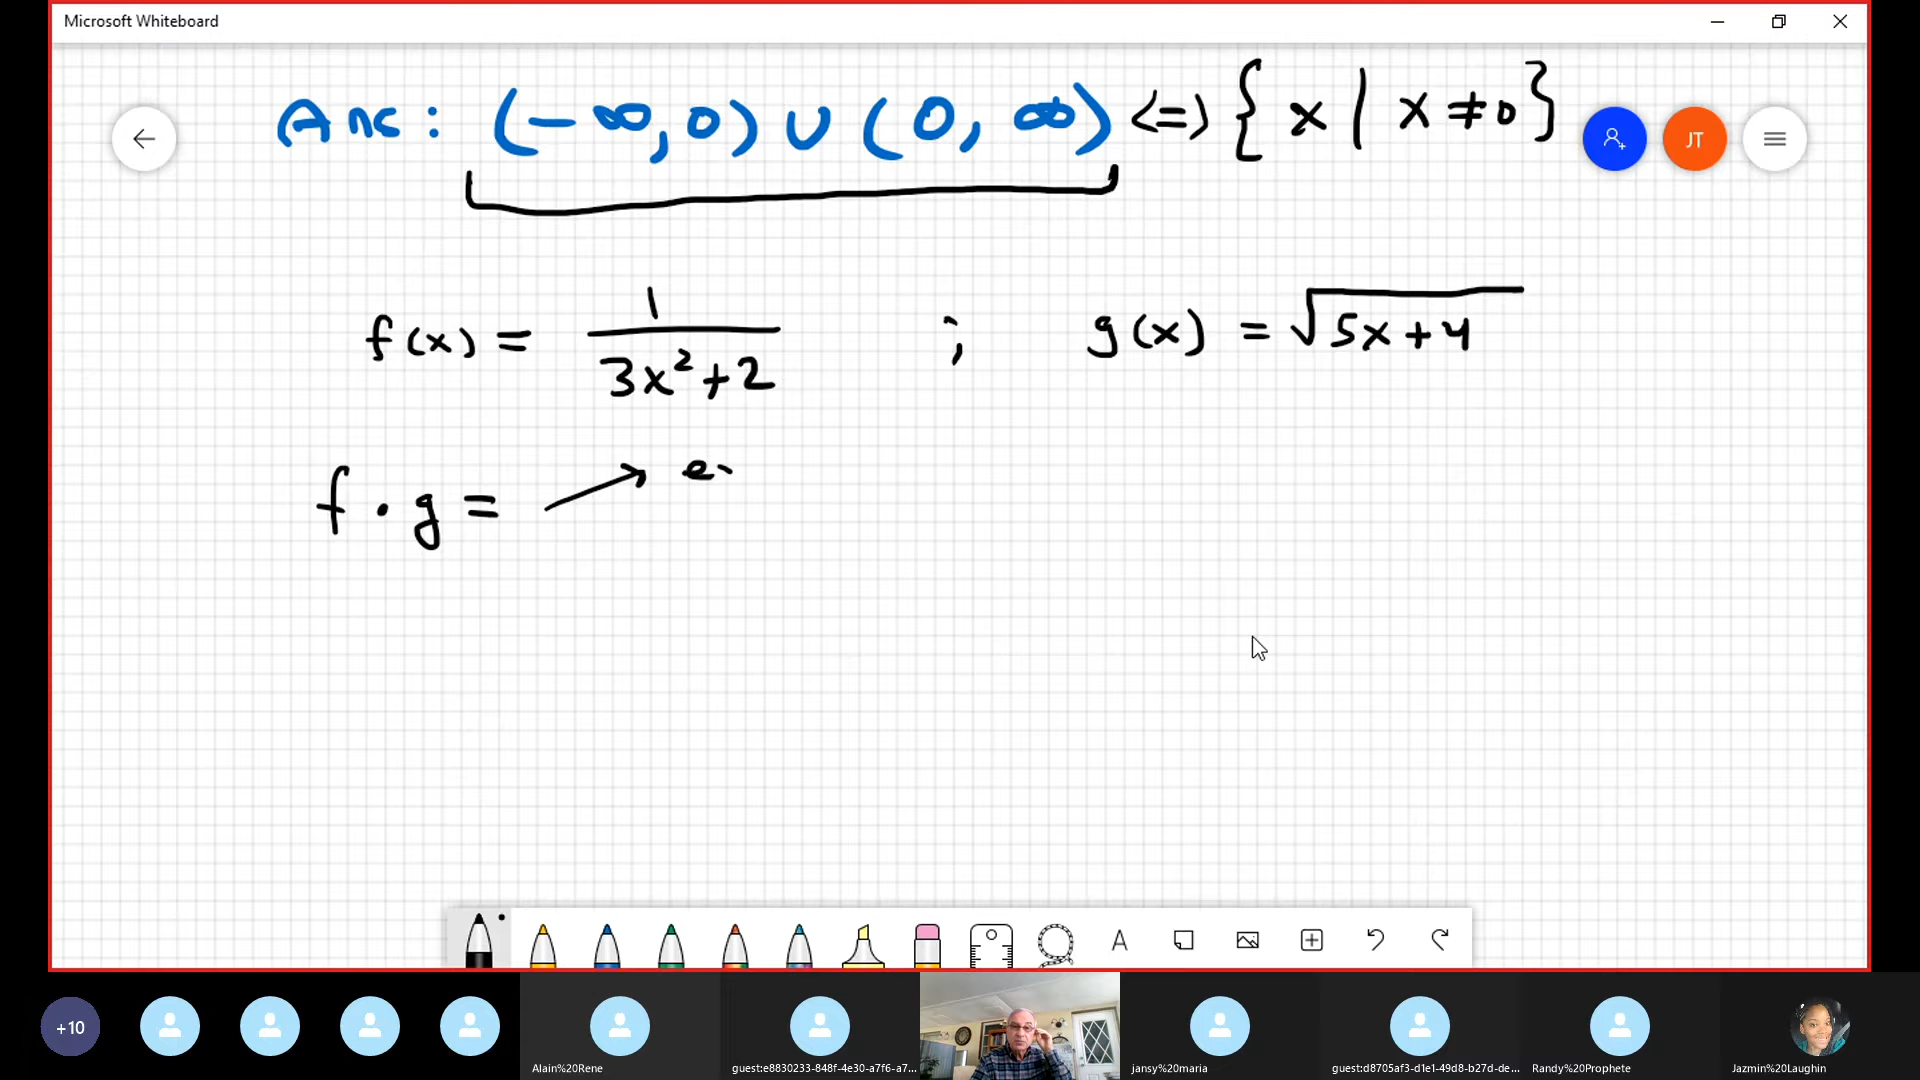 Microsoft Whiteboard
Ans: (-∞,0) ∪ (0, ∞) <=> { x | x ≠ 0 }
JT
f(x) = 1/(3x²+2) ; g(x) = √(5x+4)
f · g =
+10
Alain%20Rene
guest:e8830233-848f-4e30-a7f6-a7...
jansy%20maria
guest:d8705af3-d1e1-49d8-b27d-de...
Randy%20Prophete
Jazmin%20Laughin